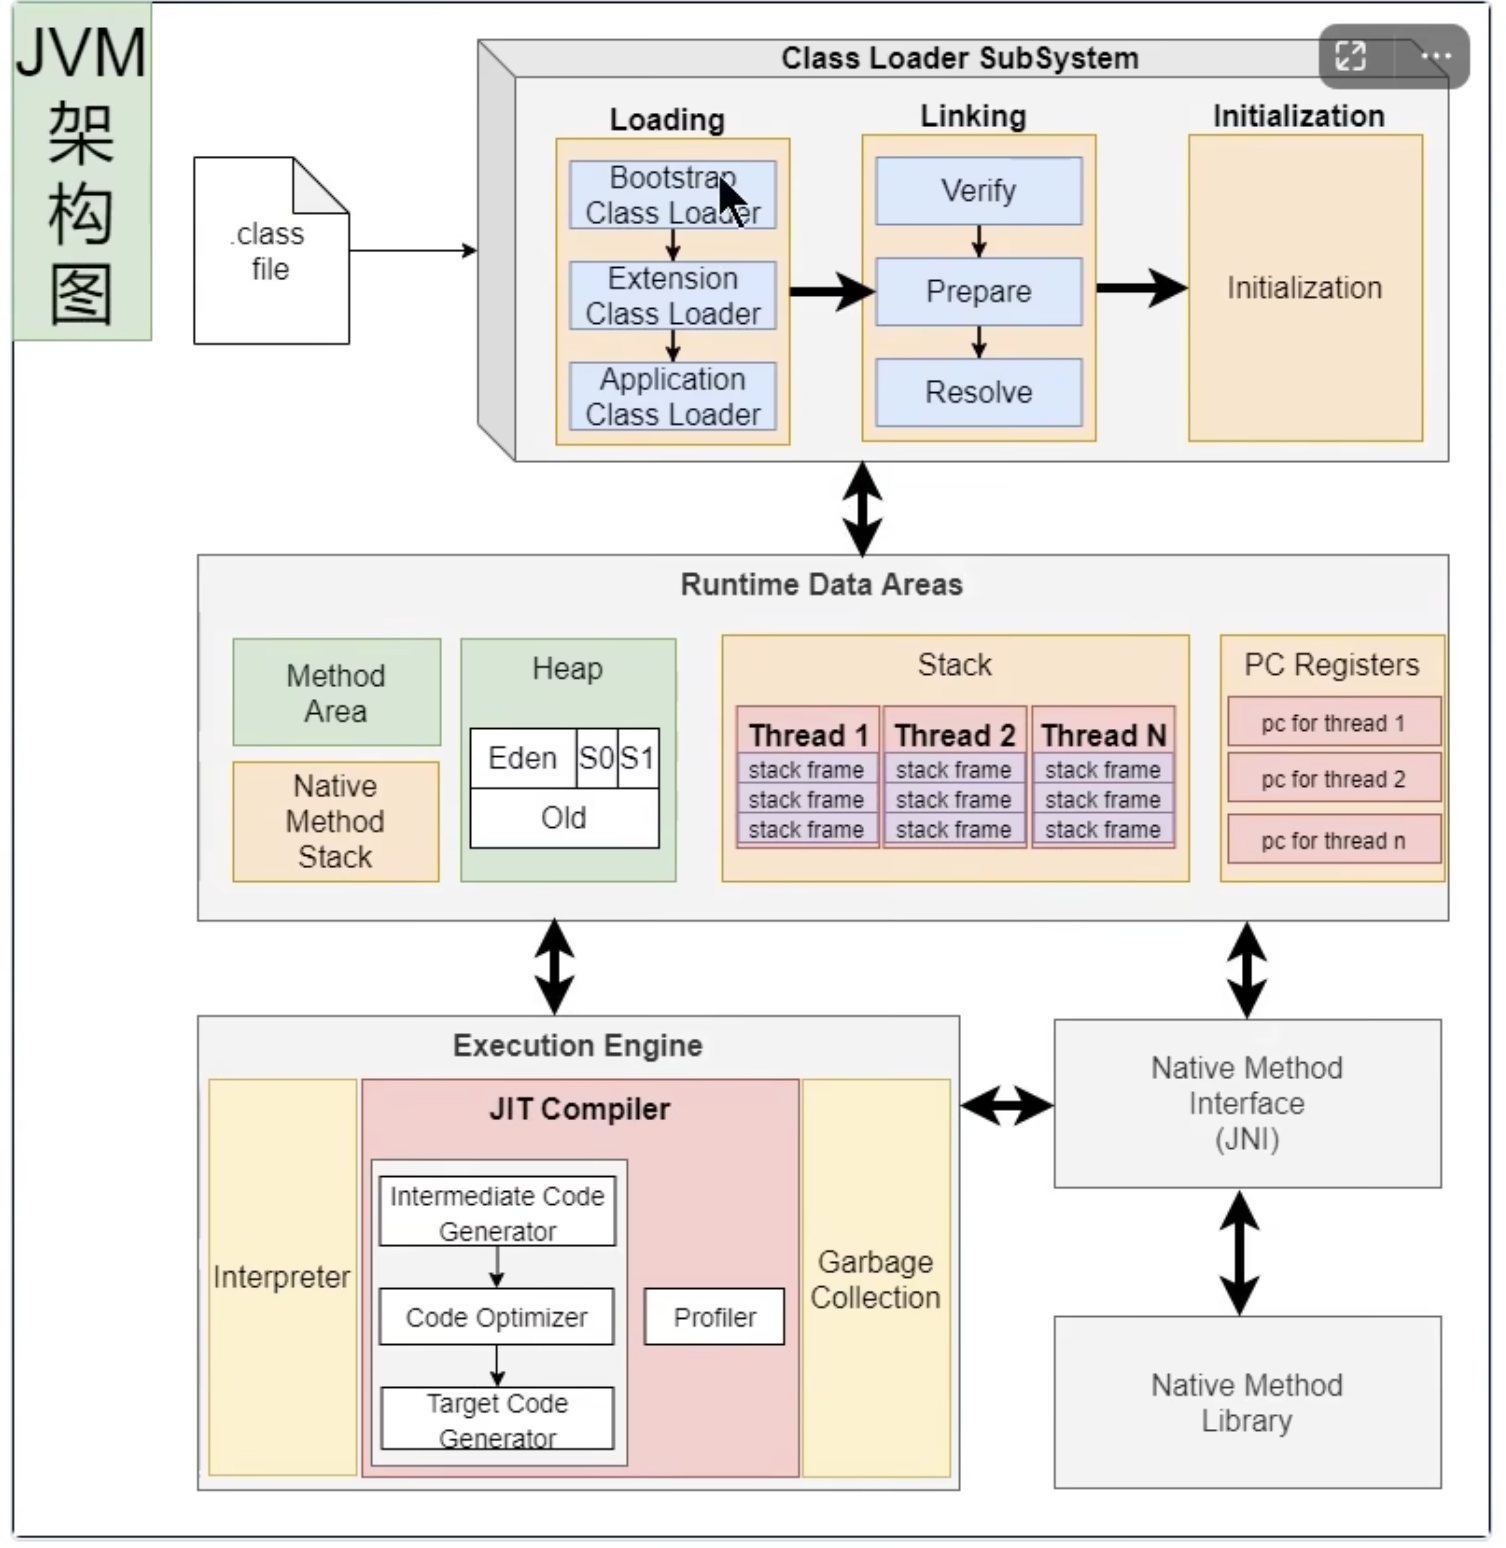 JVM
架
构
图
.class
file
Class Loader SubSystem
Loading
Bootstrap
Class Loader
Extension
Class Loader
Application
Class Loader
Linking
Verify
Prepare
Resolve
Initialization
Initialization
Runtime Data Areas
Method
Area
Native
Method
Stack
Heap
Eden
S0
S1
Old
Stack
Thread 1
stack frame
stack frame
stack frame
Thread 2
stack frame
stack frame
stack frame
Thread N
stack frame
stack frame
stack frame
PC Registers
pc for thread 1
pc for thread 2
pc for thread n
Execution Engine
Interpreter
JIT Compiler
Intermediate Code
Generator
Code Optimizer
Target Code
Generator
Profiler
Garbage
Collection
Native Method
Interface
(JNI)
Native Method
Library